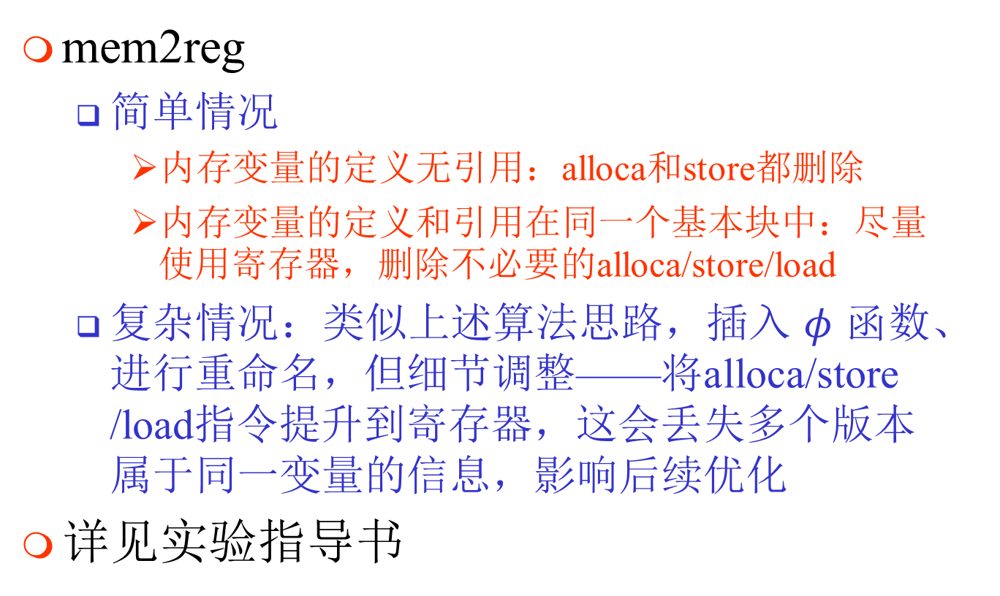 mem2reg
简单情况
内存变量的定义无引用：alloca和store都删除
内存变量的定义和引用在同一个基本块中：尽量
使用寄存器，删除不必要的alloca/store/load
复杂情况：类似上述算法思路，插入 ϕ 函数、
进行重命名，但细节调整——将alloca/store
/load指令提升到寄存器，这会丢失多个版本
属于同一变量的信息，影响后续优化
详见实验指导书